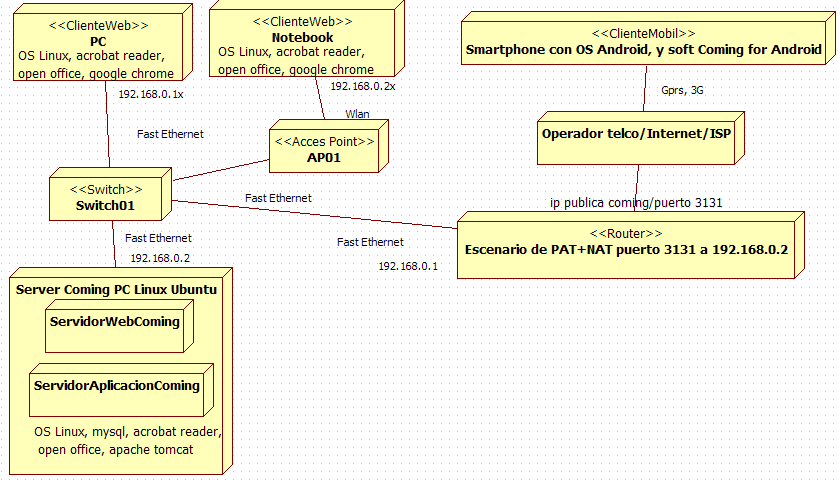 <<ClienteWeb>>
PC
OS Linux, acrobat reader,
open office, google chrome
<<ClienteWeb>>
Notebook
OS Linux, acrobat reader,
open office, google chrome
<<ClienteMobil>>
Smartphone con OS Android, y soft Coming for Android
192.168.0.1x
192.168.0.2x
Gprs, 3G
Wlan
Fast Ethernet
<<Acces Point>>
AP01
Operador telco/Internet/ISP
<<Switch>>
Switch01
Fast Ethernet
ip publica coming/puerto 3131
Fast Ethernet
192.168.0.2
Fast Ethernet
192.168.0.1
<<Router>>
Escenario de PAT+NAT puerto 3131 a 192.168.0.2
Server Coming PC Linux Ubuntu
ServidorWebComing
ServidorAplicacionComing
OS Linux, mysql, acrobat reader,
open office, apache tomcat